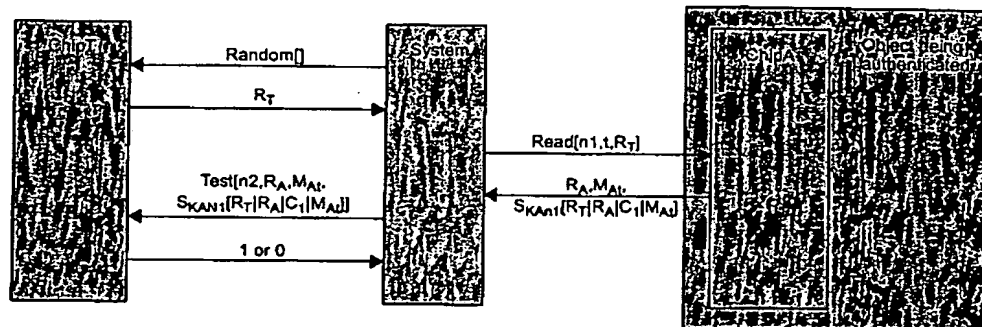 ChipT
System
ChipA
Object being
authenticated
Random[]
R_T
Read[n1,t,R_T]
R_A,M_At,
S_KAn1[R_T|R_A|C_1|M_At]
Test[n2,R_A,M_At,
S_KAN1[R_T|R_A|C_1|M_At]]
1 or 0